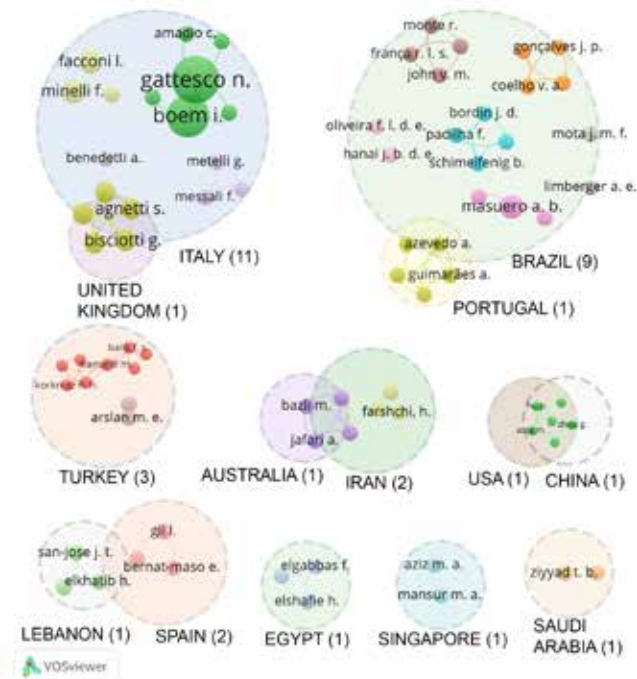 amadio c.
facconi l.
gattesco n.
minelli f.
boem i.
benedetti a.
metelli g.
messali f.
agnetti s.
bisciotti g.
ITALY (11)
UNITED
KINGDOM (1)
monte r.
gonçalves j. p.
frança r. l. s.
john v. m.
coelho v. a.
bordin j. d.
oliveira f. l. d. e.
padilha f.
mota j. m. f.
hanai j. b. d. e.
schimelfenig b.
limberger a. e.
masuero a. b.
azevedo a.
BRAZIL (9)
guimarães a.
PORTUGAL (1)
arslan m. e.
TURKEY (3)
bazli m.
farshchi, h.
jafari a.
AUSTRALIA (1)
IRAN (2)
USA (1)
CHINA (1)
gil l.
san-jose j. t.
bernat-maso e.
elkhatib h.
LEBANON (1)
SPAIN (2)
elgabbas f.
elshafie h.
EGYPT (1)
aziz m. a.
mansur m. a.
SINGAPORE (1)
ziyyad t. b.
SAUDI
ARABIA (1)
VOSviewer